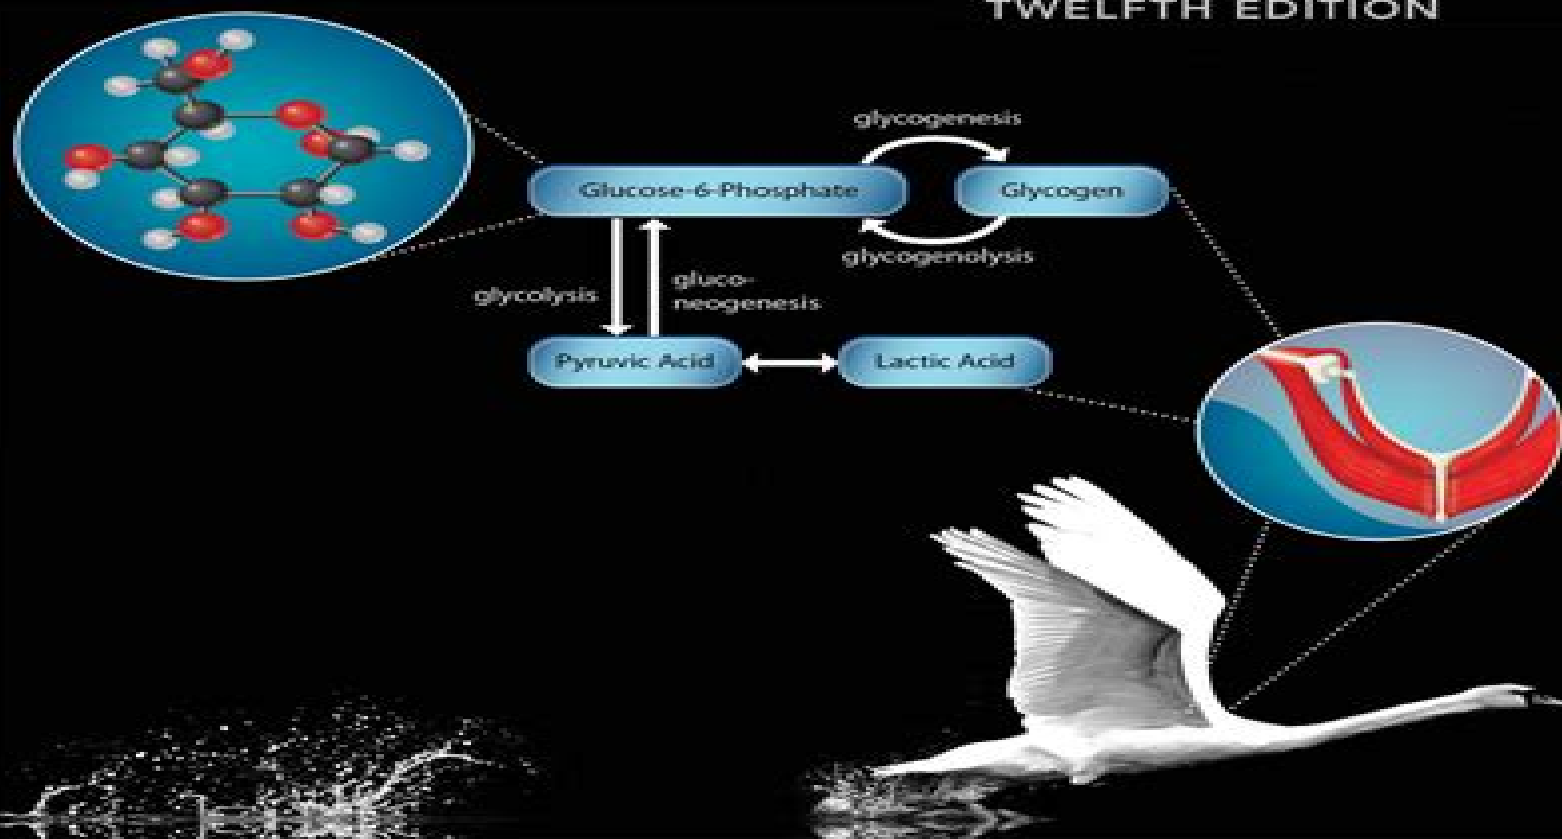 TWELFTH EDITION
glycogenesis
Glucose-6-Phosphate
Glycogen
glycogenolysis
glycolysis
gluco-
neogenesis
Pyruvic Acid
Lactic Acid